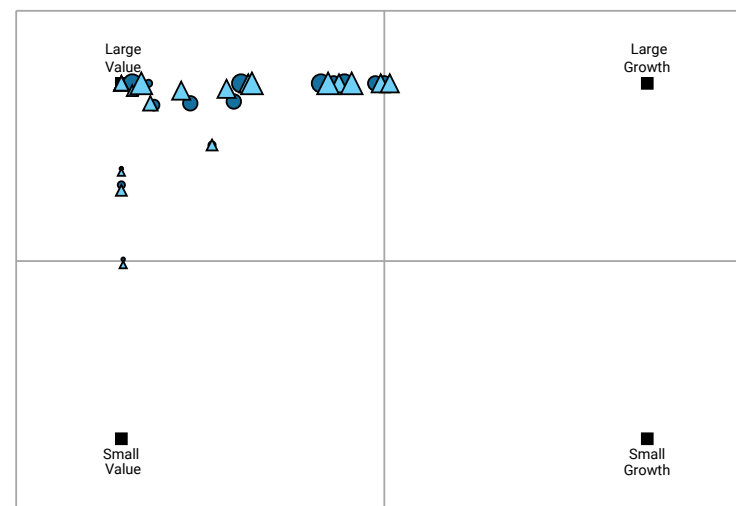 Large
Value
Large
Growth
Small
Value
Small
Growth